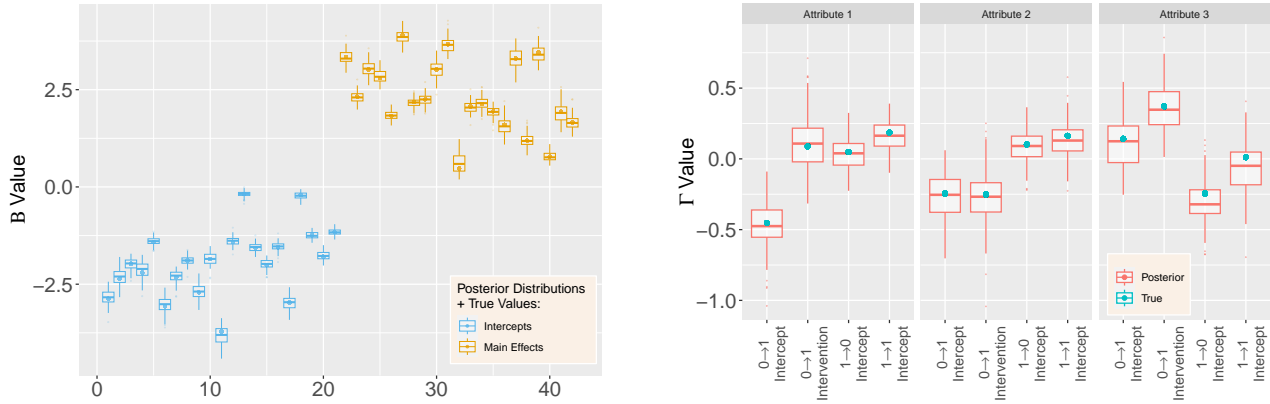 B Value
2.5
0.0
−2.5
0
10
20
30
40
Posterior Distributions
+ True Values:
Intercepts
Main Effects
Attribute 1
Attribute 2
Attribute 3
Γ Value
0.5
0.0
−0.5
−1.0
0→1
Intercept
0→1
Intervention
1→0
Intercept
1→1
Intercept
0→1
Intercept
0→1
Intervention
1→0
Intercept
1→1
Intercept
0→1
Intercept
0→1
Intervention
1→0
Intercept
1→1
Intercept
Posterior
True